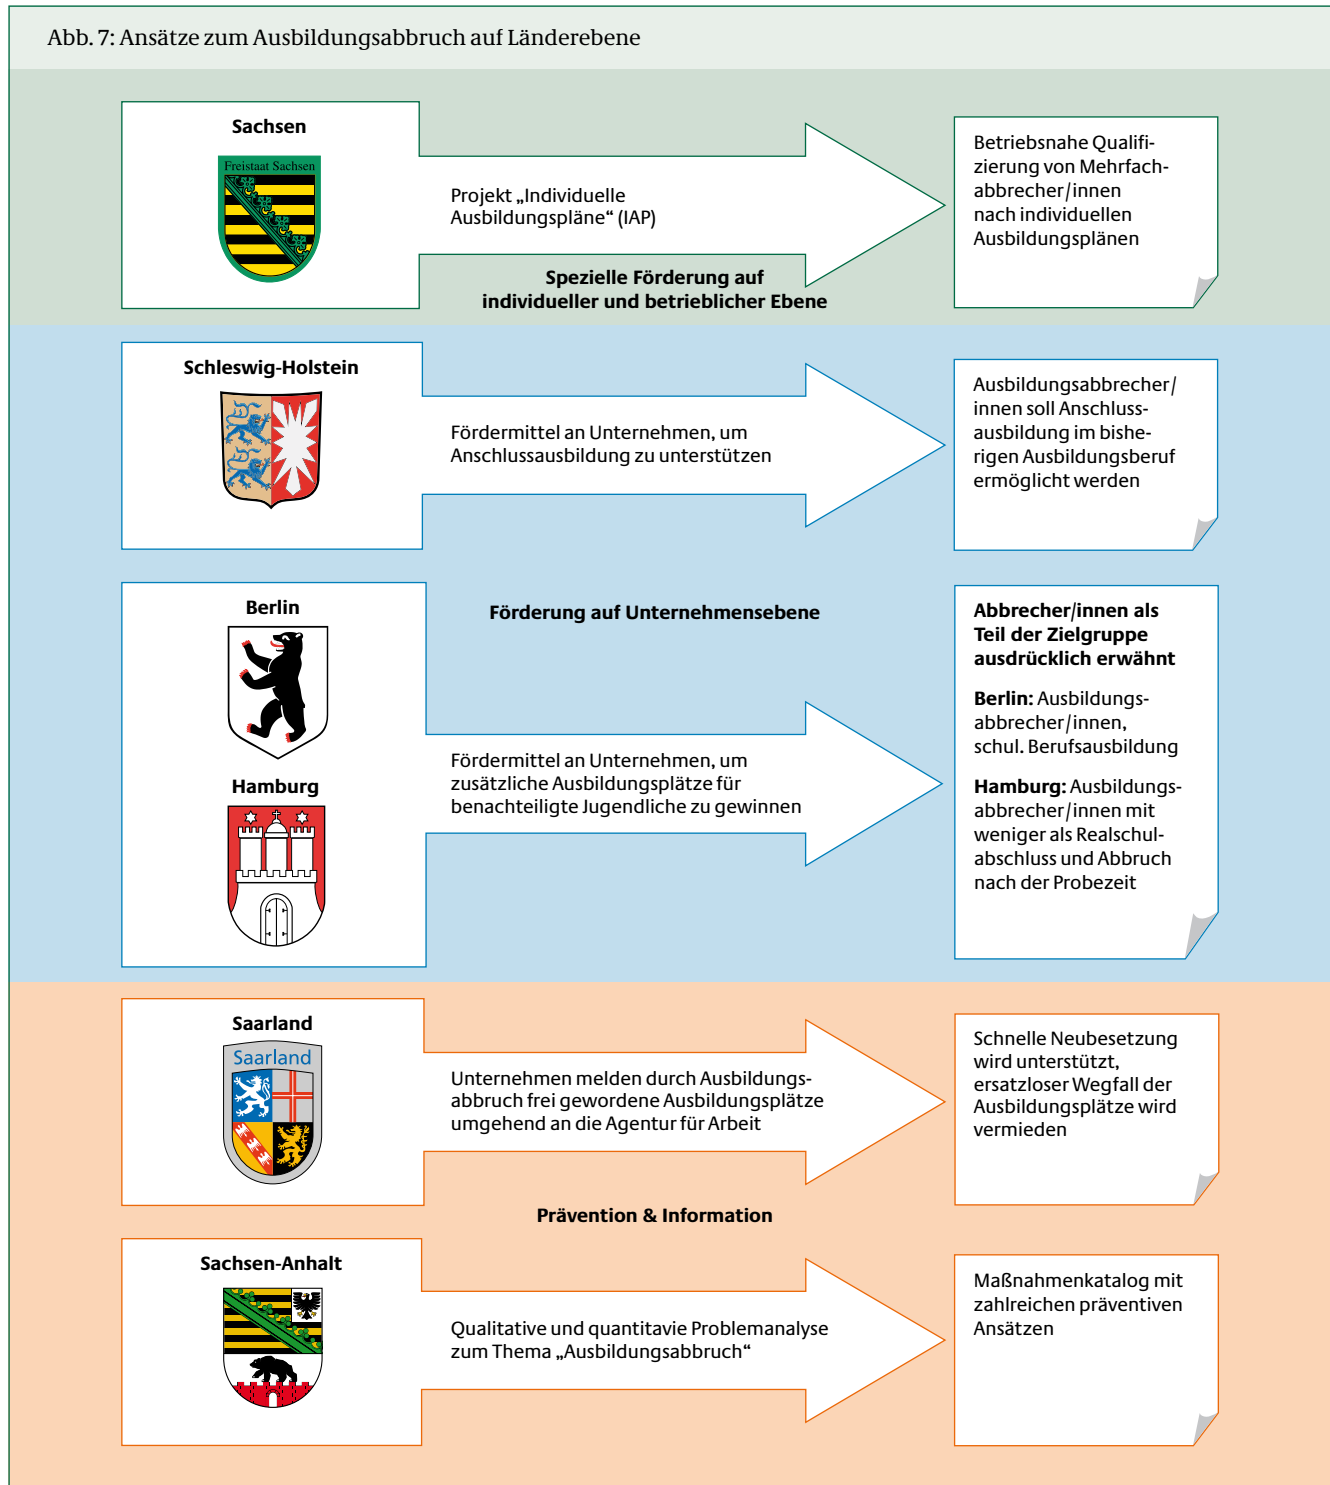 Abb. 7: Ansätze zum Ausbildungsabbruch auf Länderebene
Sachsen
Freistaat Sachsen
Projekt „Individuelle
Ausbildungspläne“ (IAP)
Betriebsnahe Qualifi-
zierung von Mehrfach-
abbrecher/innen
nach individuellen
Ausbildungsplänen
Spezielle Förderung auf
individueller und betrieblicher Ebene
Schleswig-Holstein
Fördermittel an Unternehmen, um
Anschlussausbildung zu unterstützen
Ausbildungsabbrecher/
innen soll Anschluss-
ausbildung im bishe-
rigen Ausbildungsberuf
ermöglicht werden
Förderung auf Unternehmensebene
Berlin
Hamburg
Fördermittel an Unternehmen, um
zusätzliche Ausbildungsplätze für
benachteiligte Jugendliche zu gewinnen
Abbrecher/innen als
Teil der Zielgruppe
ausdrücklich erwähnt
Berlin: Ausbildungs-
abbrecher/innen,
schul. Berufsausbildung
Hamburg: Ausbildungs-
abbrecher/innen mit
weniger als Realschul-
abschluss und Abbruch
nach der Probezeit
Saarland
Saarland
Unternehmen melden durch Ausbildungs-
abbruch frei gewordene Ausbildungsplätze
umgehend an die Agentur für Arbeit
Schnelle Neubesetzung
wird unterstützt,
ersatzloser Wegfall der
Ausbildungsplätze wird
vermieden
Prävention & Information
Sachsen-Anhalt
Qualitative und quantitavie Problemanalyse
zum Thema „Ausbildungsabbruch“
Maßnahmenkatalog mit
zahlreichen präventiven
Ansätzen